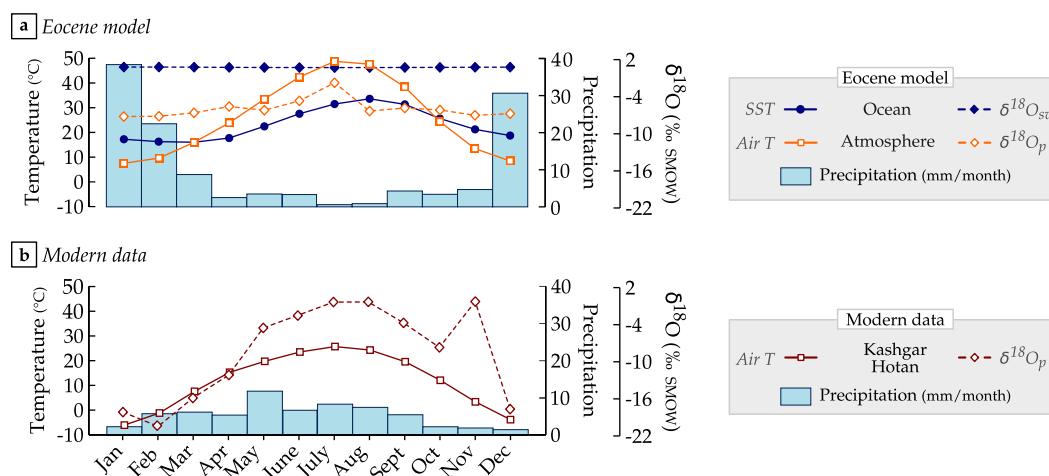 a Eocene model
Temperature (°C)
50
40
30
20
10
0
-10
40
30
20
10
0
Precipitation
2
-4
-10
-16
-22
δ18O (‰ SMOW)
Eocene model
SST Ocean δ18Osw
Air T Atmosphere δ18Op
Precipitation (mm/month)
b Modern data
Temperature (°C)
50
40
30
20
10
0
-10
40
30
20
10
0
Precipitation
2
-4
-10
-16
-22
δ18O (‰ SMOW)
Jan Feb Mar Apr May June July Aug Sept Oct Nov Dec
Modern data
Air T Kashgar δ18Op
Hotan
Precipitation (mm/month)